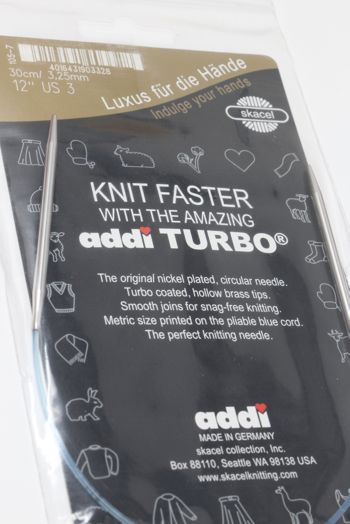 105-7
4016431903328
30cm/ 3,25mm
12" US 3
Luxus für die Hände
Indulge your hands
skacel
KNIT FASTER
WITH THE AMAZING
addi TURBO®
The original nickel plated, circular needle.
Turbo coated, hollow brass tips.
Smooth joins for snag-free knitting.
Metric size printed on the pliable blue cord.
The perfect knitting needle.
addi
MADE IN GERMANY
skacel collection, Inc.
Box 88110, Seattle WA 98138 USA
www.skacelknitting.com